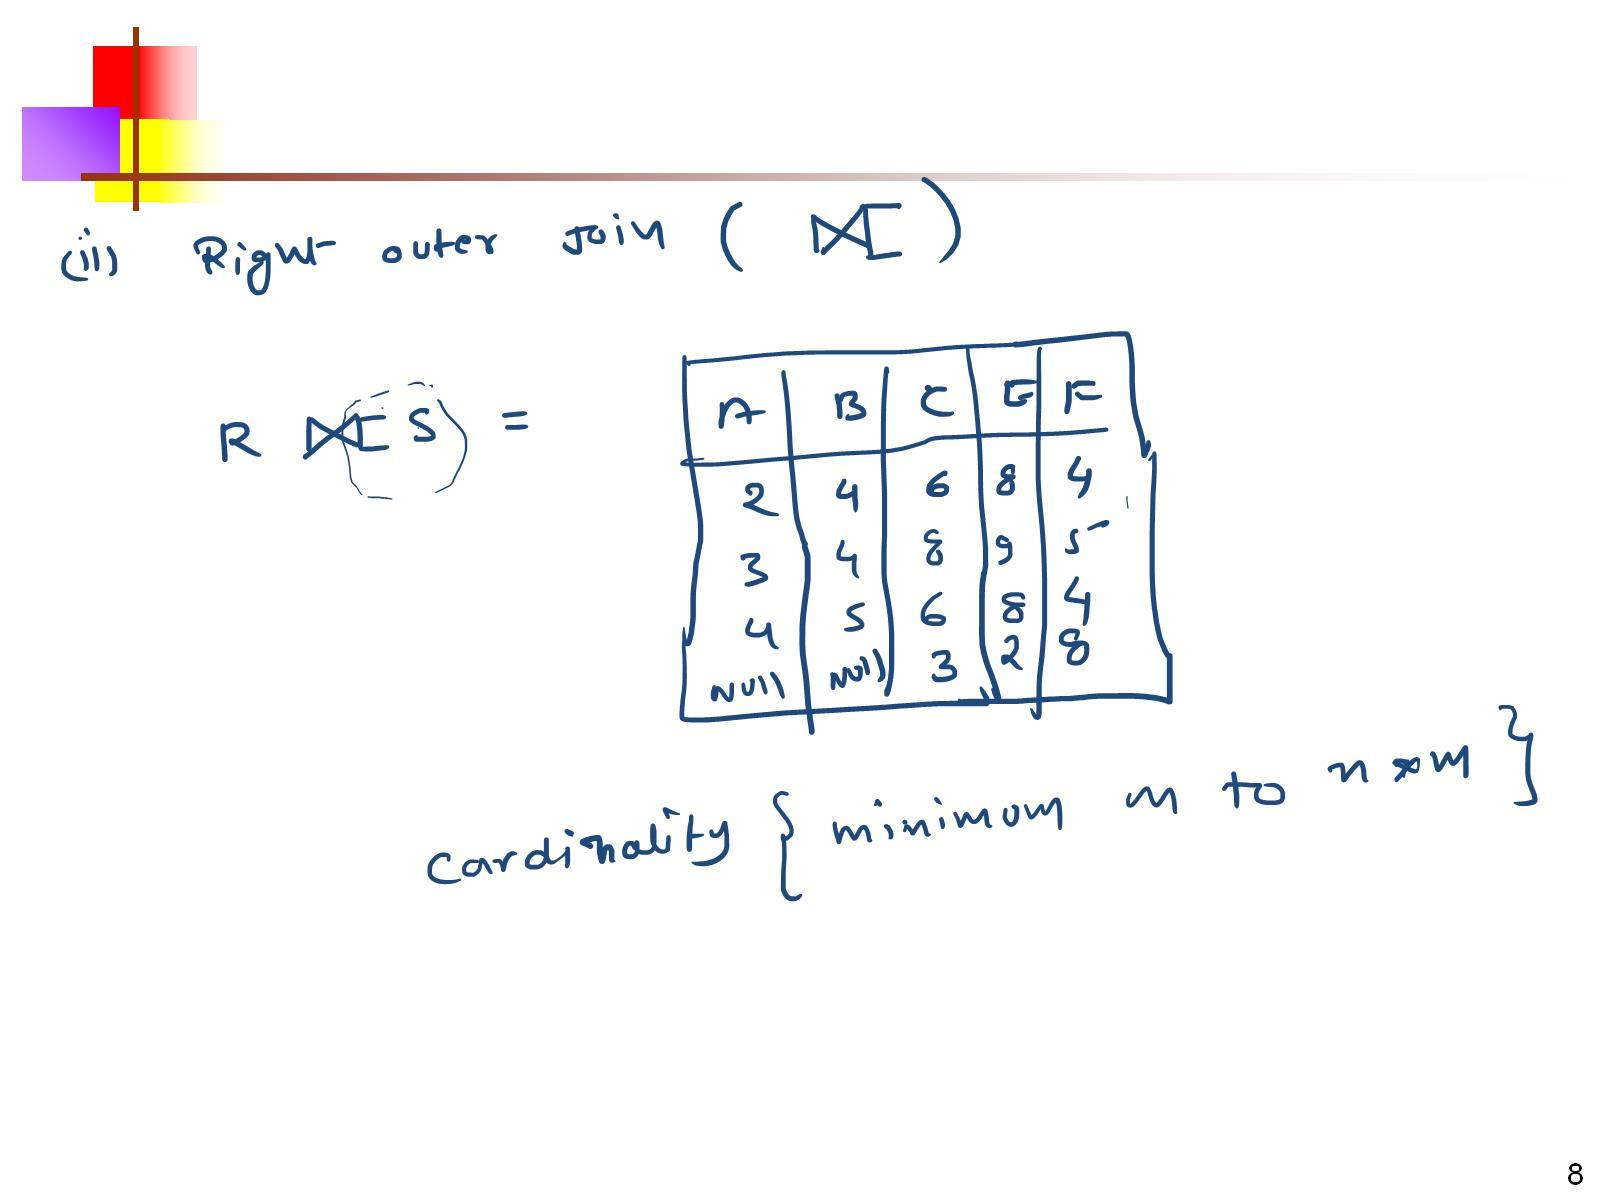 (ii) Right outer join ( ⟖ )
R ⟖ S =
A B C E F
2 4 6 8 4
3 4 8 9 5
4 5 6 8 4
NULL NULL 3 2 8
Cardinality { minimum m to n * m }
8